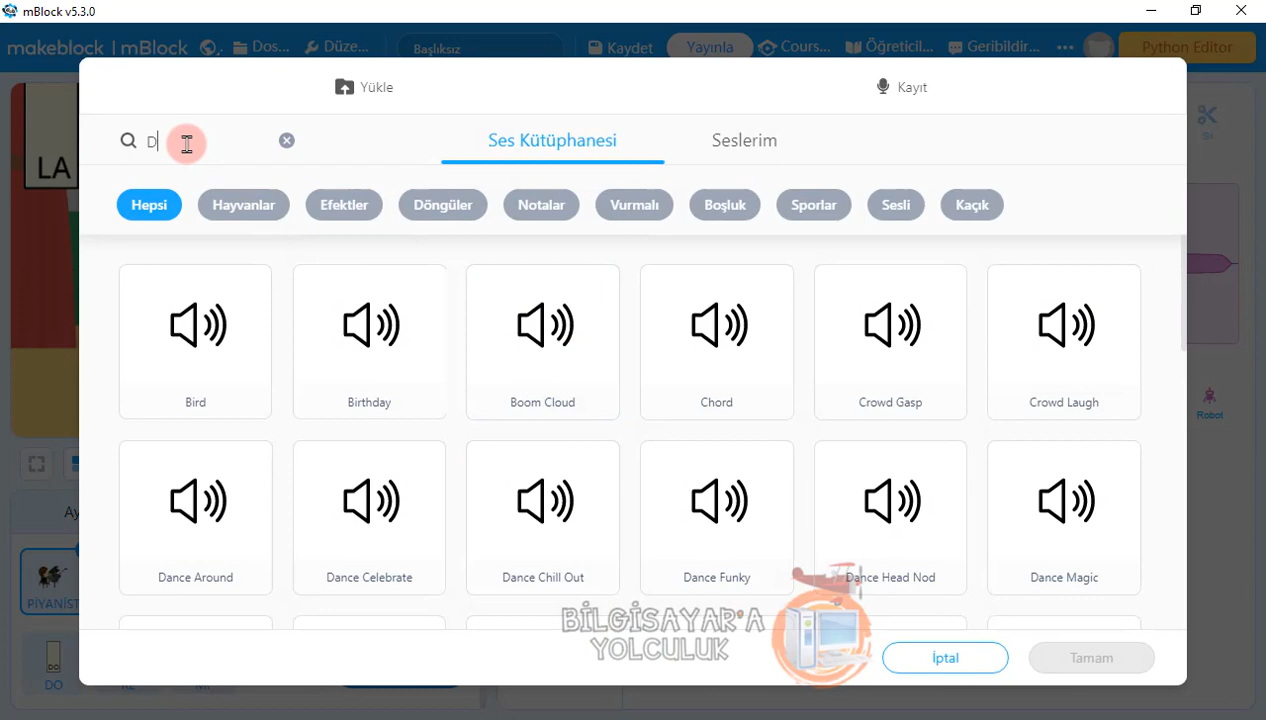 mBlock v5.3.0
makeblock | mBlock Dos... Düze... Başlıksız Kaydet Yayınla Cours... Öğreticil... Geribildir... Python Editor
Yükle Kayıt
D Ses Kütüphanesi Seslerim
LA
Hepsi Hayvanlar Efektler Döngüler Notalar Vurmalı Boşluk Sporlar Sesli Kaçık
Bird Birthday Boom Cloud Chord Crowd Gasp Crowd Laugh
Robot
Ay
Dance Around Dance Celebrate Dance Chill Out Dance Funky Dance Head Nod Dance Magic
PİYANİST
BİLGİSAYAR'A
YOLCULUK
İptal Tamam
DO